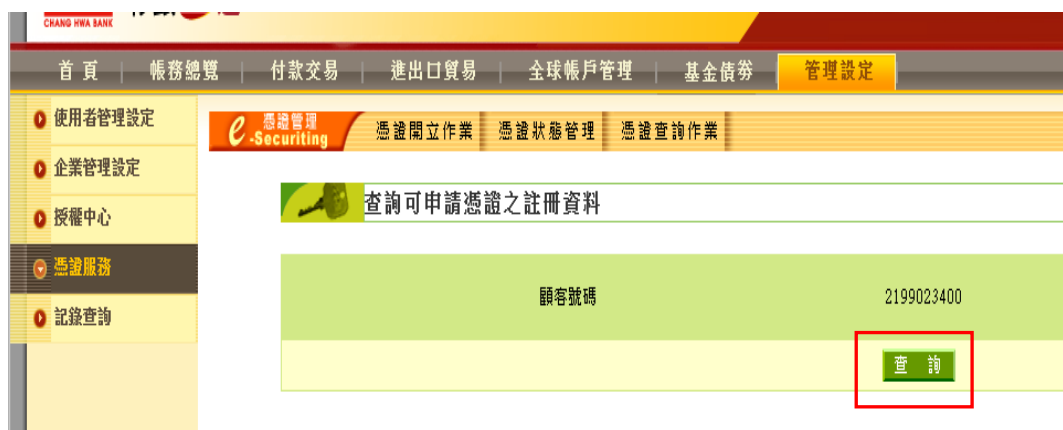 CHANG HWA BANK
首 頁 帳務總覽 付款交易 進出口貿易 全球帳戶管理 基金債券 管理設定
使用者管理設定
企業管理設定
授權中心
憑證服務
記錄查詢
e-Securiting 憑證管理 憑證開立作業 憑證狀態管理 憑證查詢作業
查詢可申請憑證之註冊資料
顧客號碼 2199023400
查 詢